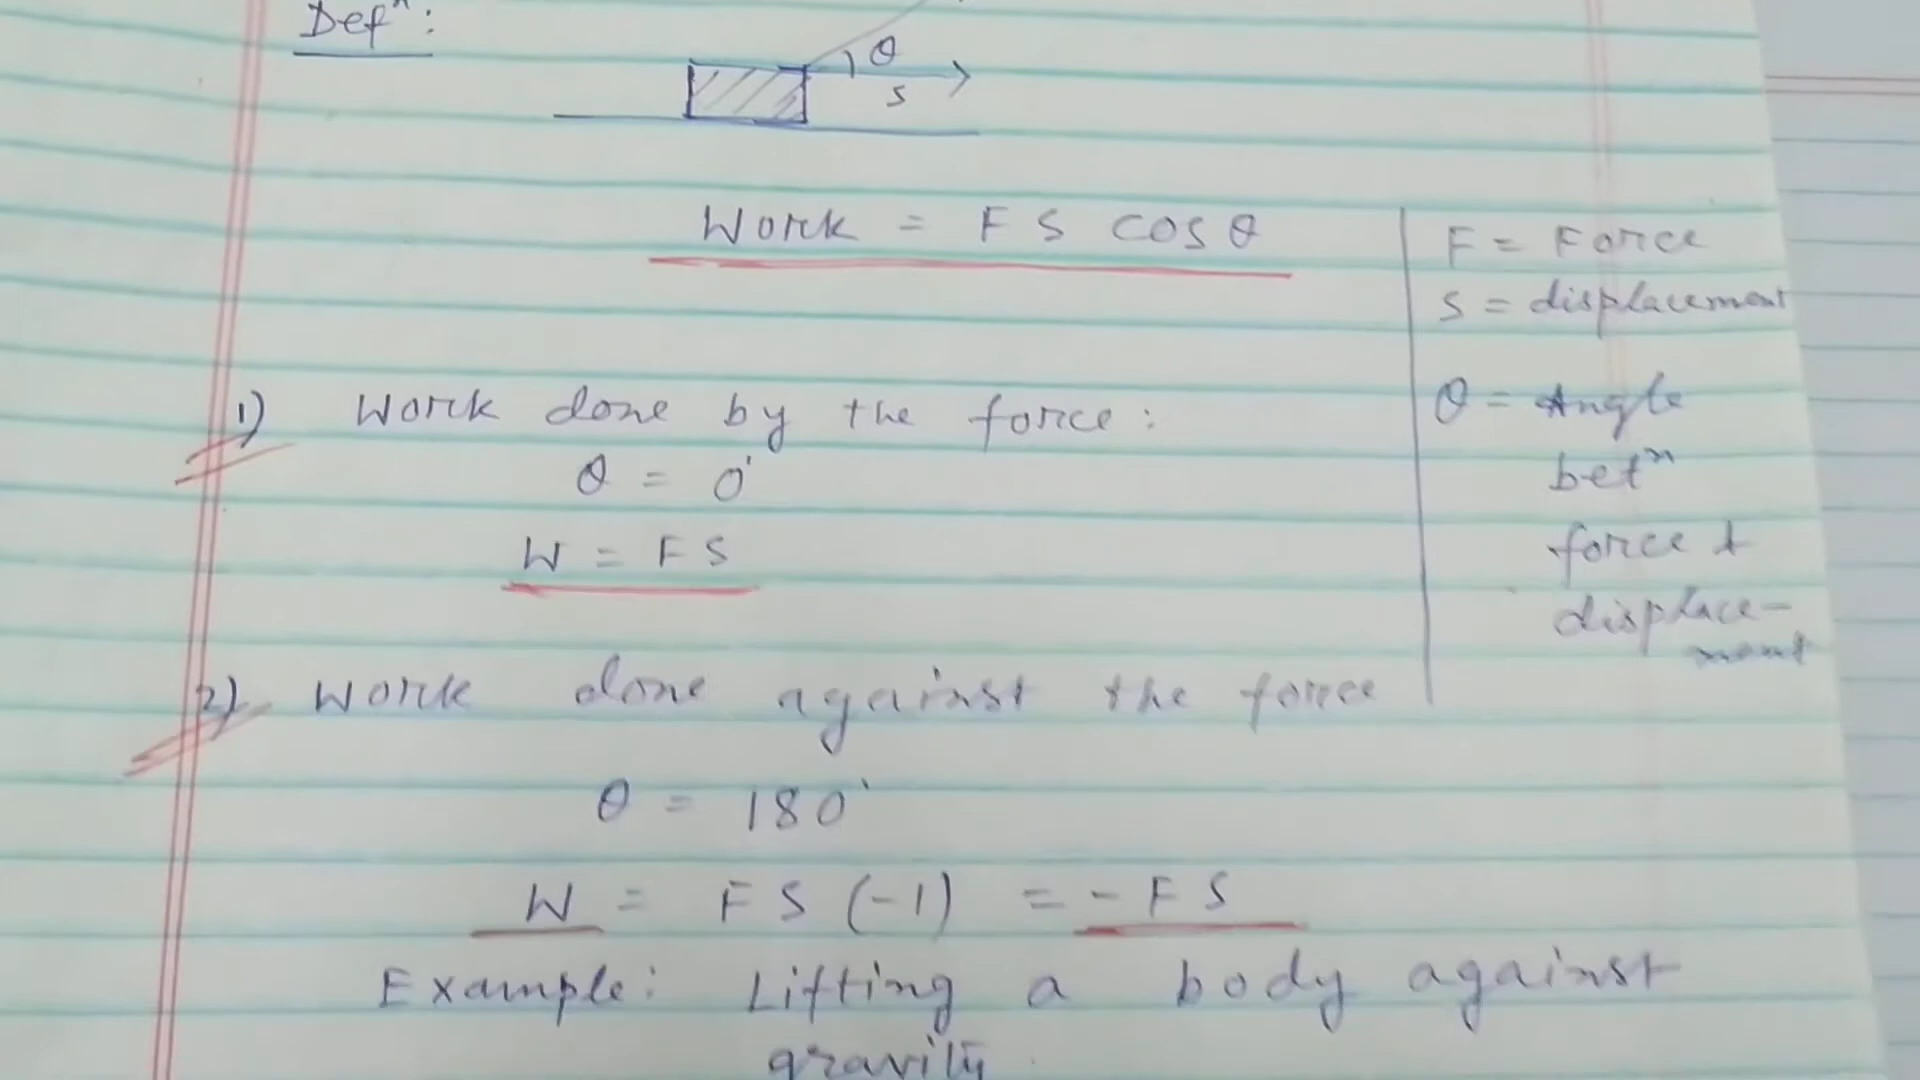 Defⁿ:
θ
s
Work = F S cos θ
F = Force
s = displacement
θ = Angle
betⁿ
force &
displace-
ment
1) Work done by the force:
θ = 0°
W = F S
2) Work done against the force
θ = 180°
W = F S (-1) = - F S
Example: Lifting a body against
gravity